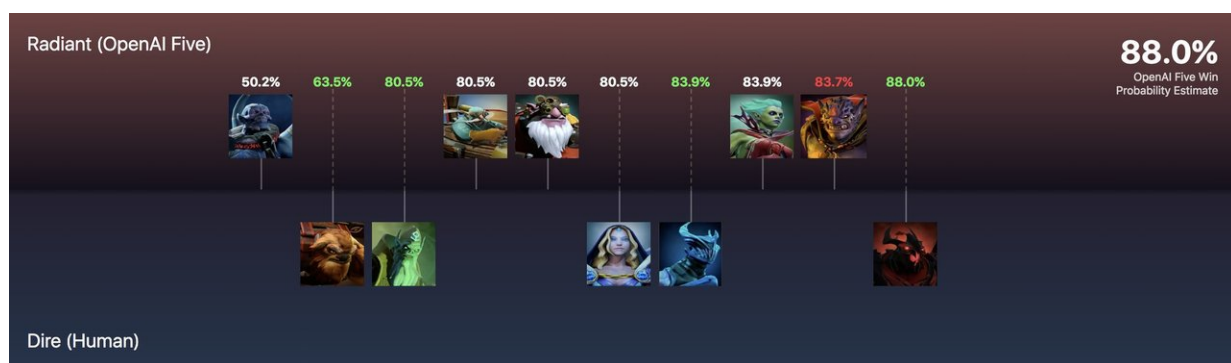 Radiant (OpenAI Five)
88.0%
OpenAI Five Win
Probability Estimate
50.2% 63.5% 80.5% 80.5% 80.5% 80.5% 83.9% 83.9% 83.7% 88.0%
Dire (Human)